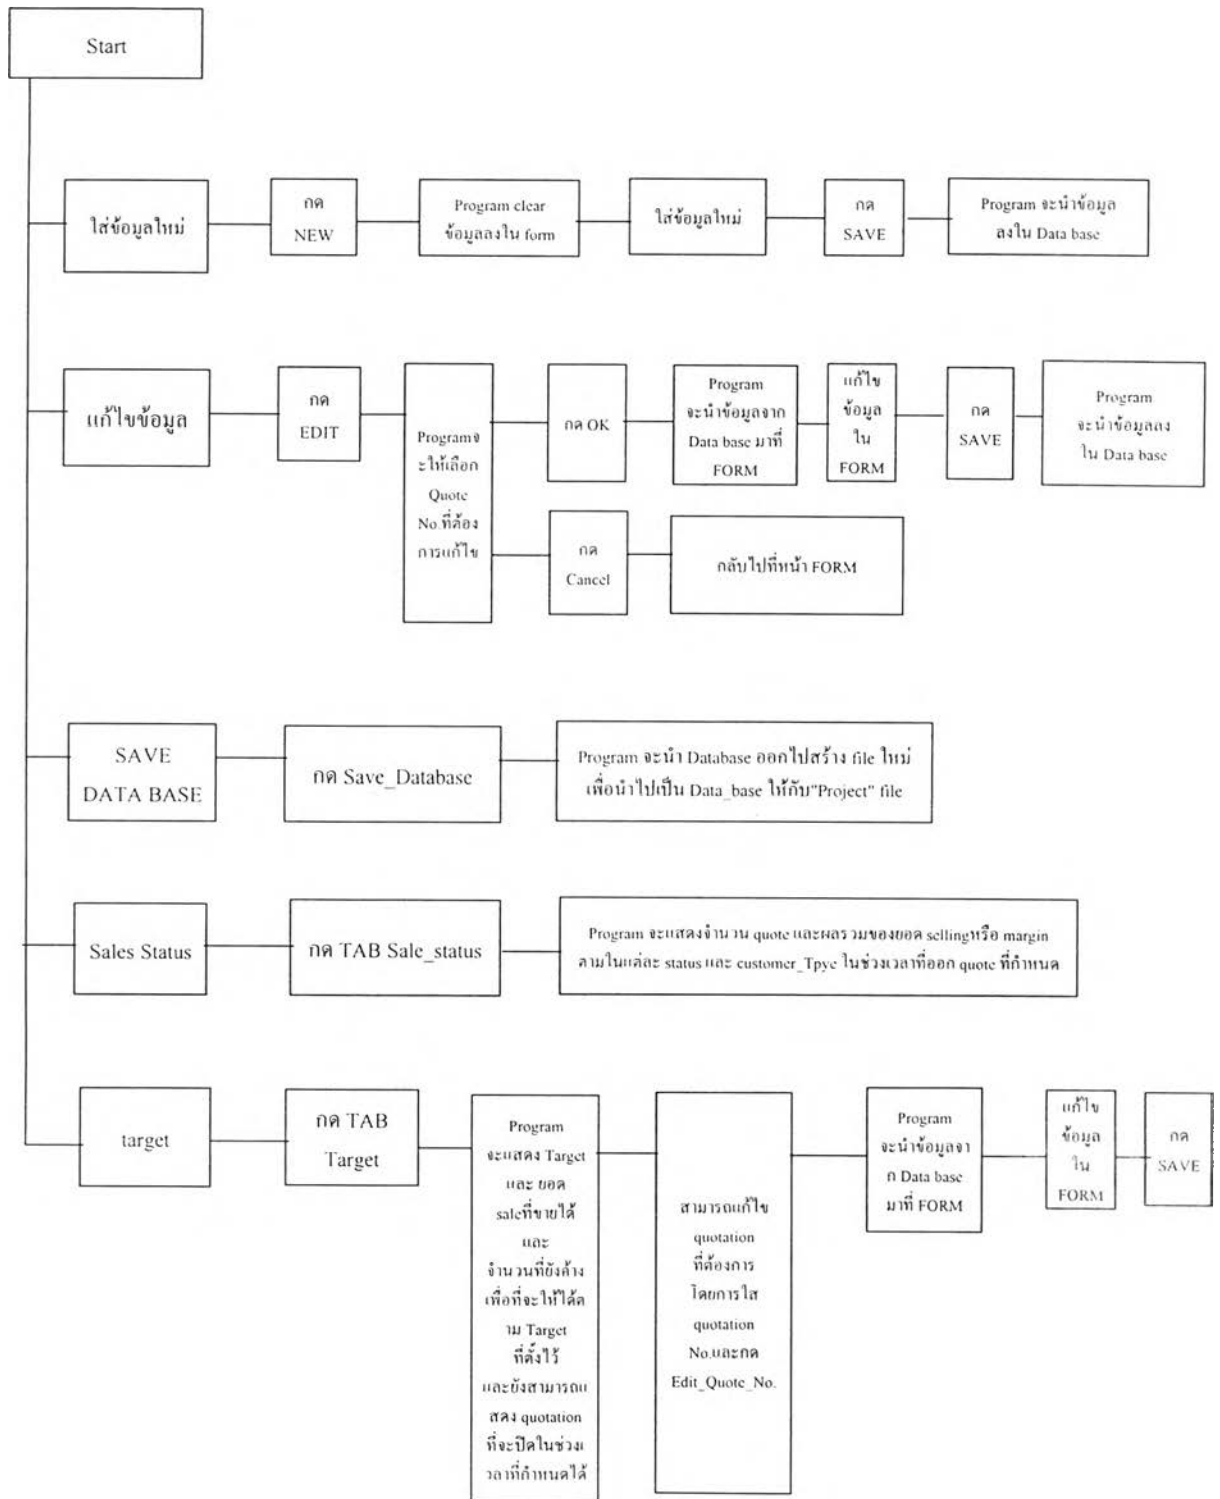 Start
ใส่ข้อมูลใหม่
กด
NEW
Program clear
ข้อมูลลงใน form
ใส่ข้อมูลใหม่
กด
SAVE
Program จะนำข้อมูล
ลงใน Data base
แก้ไขข้อมูล
กด
EDIT
Programจ
ะให้เลือก
Quote
No.ที่ต้อง
การแก้ไข
กด OK
Program
จะนำข้อมูลจาก
Data base มาที่
FORM
แก้ไข
ข้อมูล
ใน
FORM
กด
SAVE
Program
จะนำข้อมูลลง
ใน Data base
กด
Cancel
กลับไปที่หน้า FORM
SAVE
DATA BASE
กด Save_Database
Program จะนำ Database ออกไปสร้าง file ใหม่
เพื่อนำไปเป็น Data_base ให้กับ"Project" file
Sales Status
กด TAB Sale_status
Program จะแสดงจำนวน quote และผลรวมของยอด sellingหรือ margin
ตามในแต่ละ status และ customer_Tpye ในช่วงเวลาที่ออก quote ที่กำหนด
target
กด TAB
Target
Program
จะแสดง Target
และ ยอด
saleที่ขายได้
และ
จำนวนที่ยังค้าง
เพื่อที่จะให้ได้ต
าม Target
ที่ตั้งไว้
และยังสามารถแ
สดง quotation
ที่จะปิดในช่วงเ
วลาที่กำหนดได้
สามารถแก้ไข
quotation
ที่ต้องการ
โดยการใส
quotation
No.และกด
Edit_Quote_No.
Program
จะนำข้อมูลจา
ก Data base
มาที่ FORM
แก้ไข
ข้อมูล
ใน
FORM
กด
SAVE